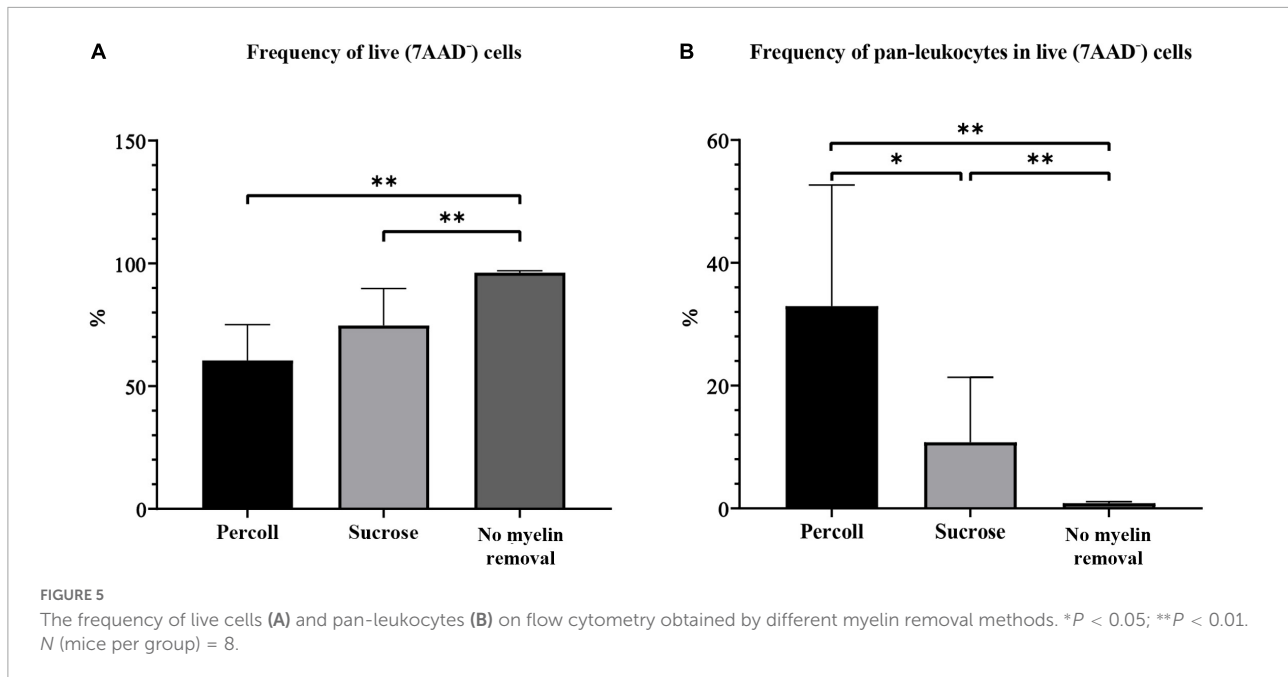 A
Frequency of live (7AAD⁻) cells
150
100
50
0
%
**
**
Percoll
Sucrose
No myelin
removal
B
Frequency of pan-leukocytes in live (7AAD⁻) cells
60
40
20
0
%
**
*
**
Percoll
Sucrose
No myelin
removal
FIGURE 5
The frequency of live cells (A) and pan-leukocytes (B) on flow cytometry obtained by different myelin removal methods. *P < 0.05; **P < 0.01.
N (mice per group) = 8.